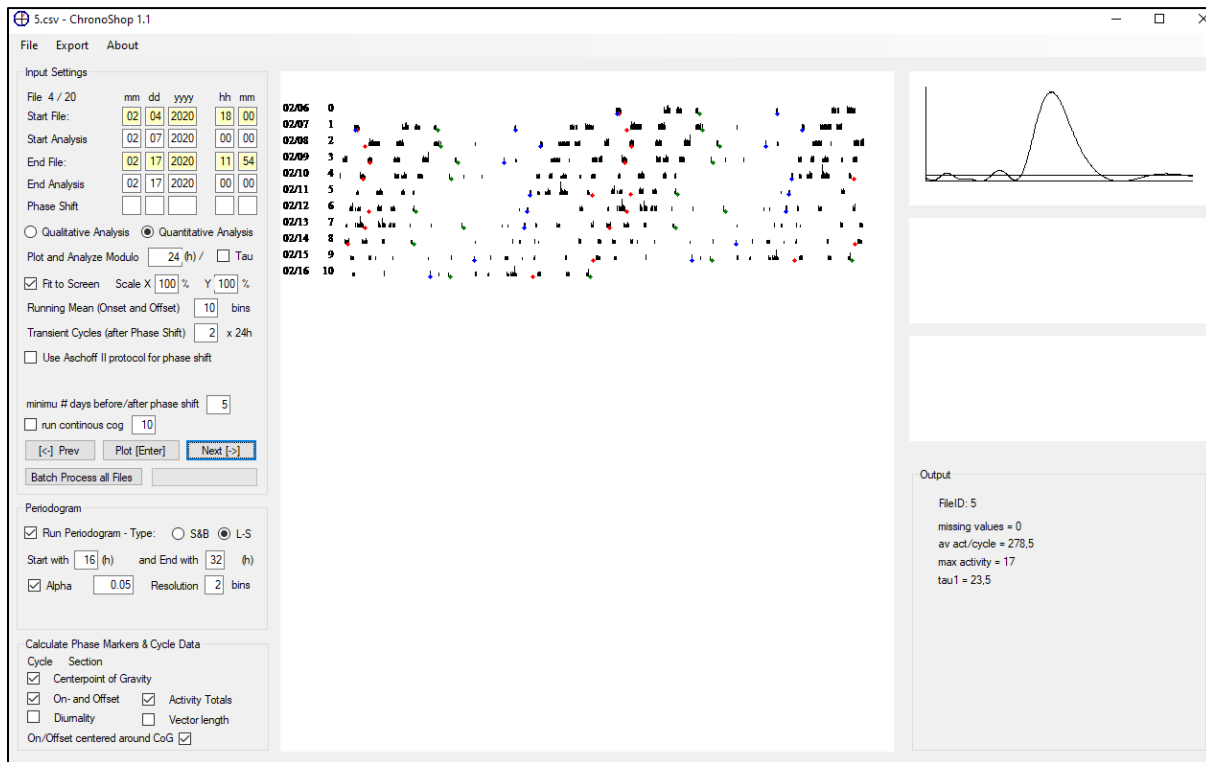 5.csv - ChronoShop 1.1
File Export About
Input Settings
File 4 / 20 mm dd yyyy hh mm
Start File: 02 04 2020 18 00
Start Analysis 02 07 2020 00 00
End File: 02 17 2020 11 54
End Analysis 02 17 2020 00 00
Phase Shift
Qualitative Analysis Quantitative Analysis
Plot and Analyze Modulo 24 (h) / Tau
Fit to Screen Scale X 100 % Y 100 %
Running Mean (Onset and Offset) 10 bins
Transient Cycles (after Phase Shift) 2 x 24h
Use Aschoff II protocol for phase shift
minimu # days before/after phase shift 5
run continous cog 10
[<-] Prev Plot [Enter] Next [->]
Batch Process all Files
Periodogram
Run Periodogram - Type: S&B L-S
Start with 16 (h) and End with 32 (h)
Alpha 0.05 Resolution 2 bins
Calculate Phase Markers & Cycle Data
Cycle Section
Centerpoint of Gravity
On- and Offset Activity Totals
Diurnality Vector length
On/Offset centered around CoG
02/06 0
02/07 1
02/08 2
02/09 3
02/10 4
02/11 5
02/12 6
02/13 7
02/14 8
02/15 9
02/16 10
Output
FileID: 5
missing values = 0
av act/cycle = 278,5
max activity = 17
tau1 = 23,5